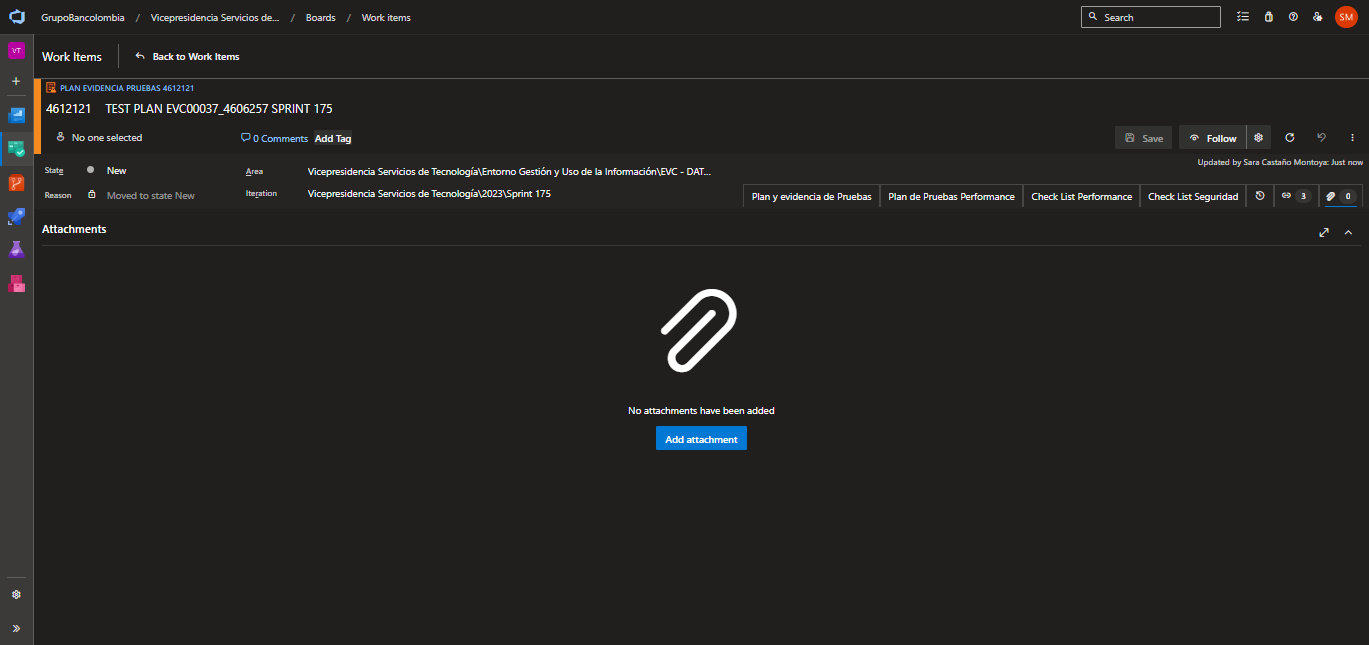 GrupoBancolombia / Vicepresidencia Servicios de... / Boards / Work items
Search
SM
VT
Work Items
Back to Work Items
PLAN EVIDENCIA PRUEBAS 4612121
4612121 TEST PLAN EVC00037_4606257 SPRINT 175
No one selected
0 Comments
Add Tag
Save
Follow
Updated by Sara Castaño Montoya: Just now
State New
Area Vicepresidencia Servicios de Tecnología\Entorno Gestión y Uso de la Información\EVC - DAT...
Reason Moved to state New
Iteration Vicepresidencia Servicios de Tecnología\2023\Sprint 175
Plan y evidencia de Pruebas
Plan de Pruebas Performance
Check List Performance
Check List Seguridad
3
0
Attachments
No attachments have been added
Add attachment